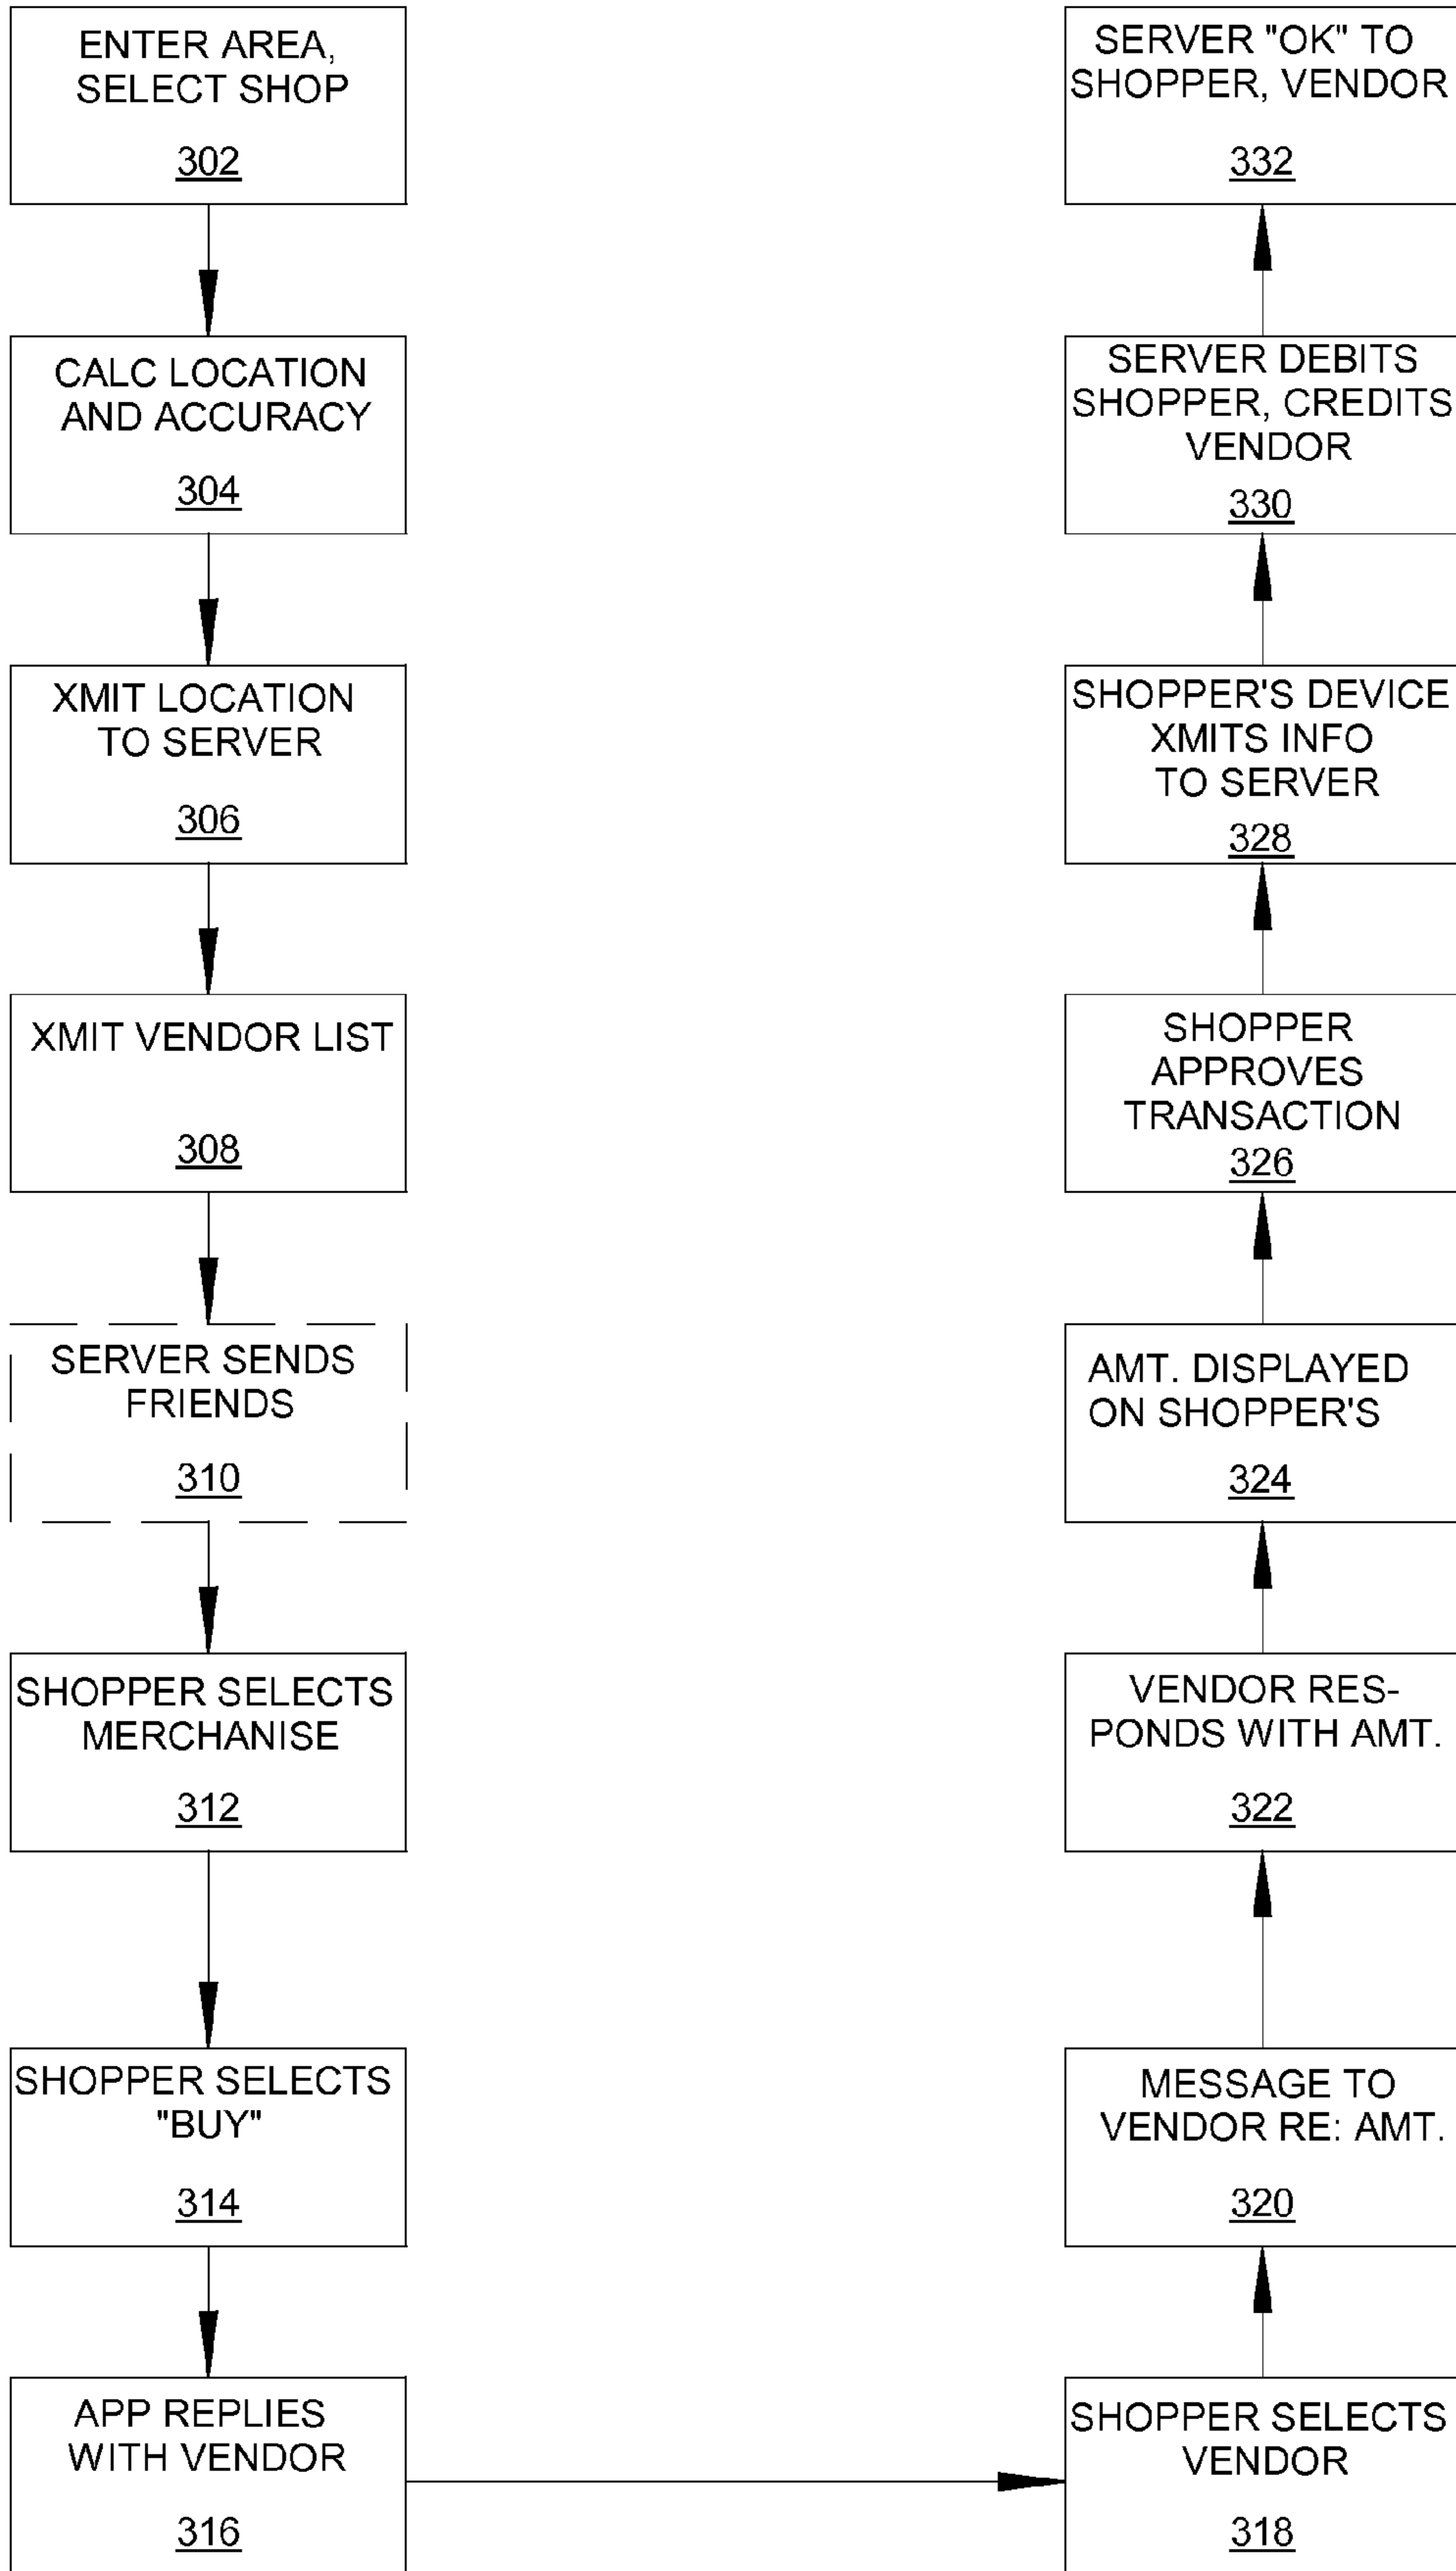 ENTER AREA,
SELECT SHOP
302
CALC LOCATION
AND ACCURACY
304
XMIT LOCATION
TO SERVER
306
XMIT VENDOR LIST
308
SERVER SENDS
FRIENDS
310
SHOPPER SELECTS
MERCHANISE
312
SHOPPER SELECTS
"BUY"
314
APP REPLIES
WITH VENDOR
316
SHOPPER SELECTS
VENDOR
318
MESSAGE TO
VENDOR RE: AMT.
320
VENDOR RES-
PONDS WITH AMT.
322
AMT. DISPLAYED
ON SHOPPER'S
324
SHOPPER
APPROVES
TRANSACTION
326
SHOPPER'S DEVICE
XMITS INFO
TO SERVER
328
SERVER DEBITS
SHOPPER, CREDITS
VENDOR
330
SERVER "OK" TO
SHOPPER, VENDOR
332